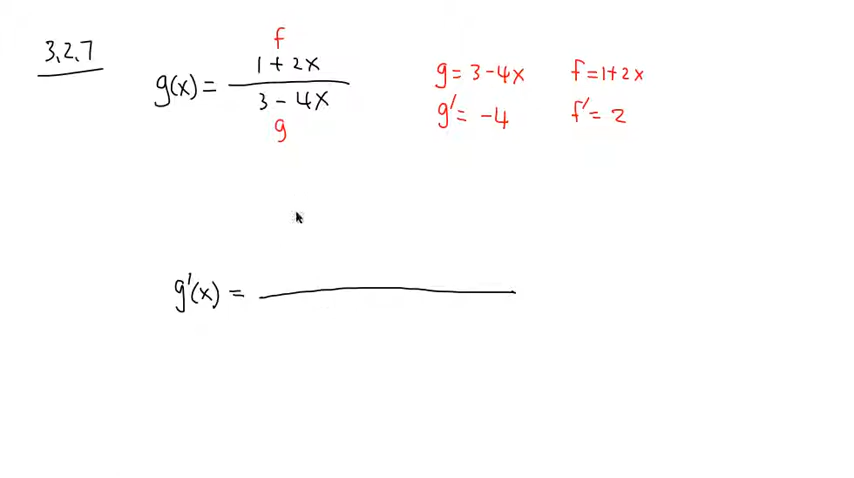 3.2.7
f
g(x) = 1 + 2x / 3 - 4x
g
g = 3 - 4x f = 1 + 2x
g' = -4 f' = 2
g'(x) =